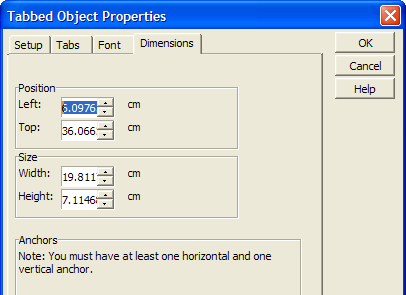 Tabbed Object Properties
Setup Tabs Font Dimensions
OK
Cancel
Help
Position
Left: 5.0976 cm
Top: 36.066 cm
Size
Width: 19.811 cm
Height: 7.1146 cm
Anchors
Note: You must have at least one horizontal and one
vertical anchor.